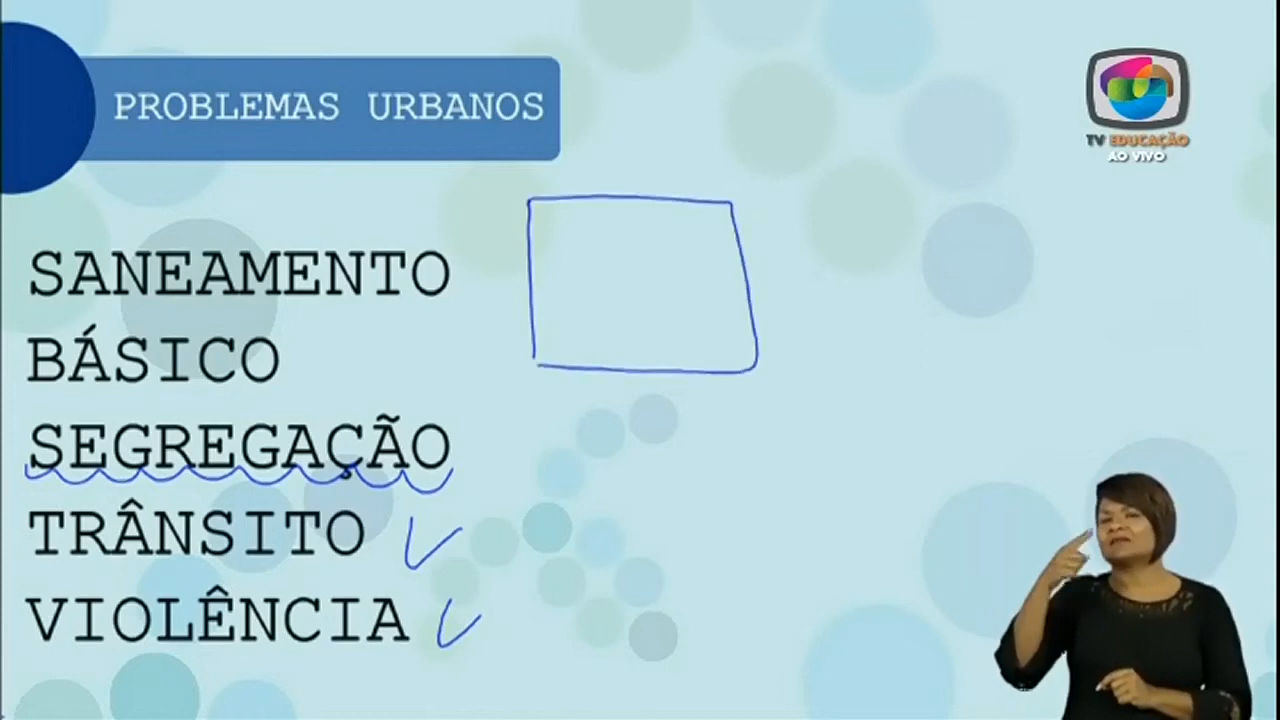 PROBLEMAS URBANOS
TV EDUCAÇÃO
AO VIVO
SANEAMENTO
BÁSICO
SEGREGAÇÃO
TRÂNSITO
VIOLÊNCIA